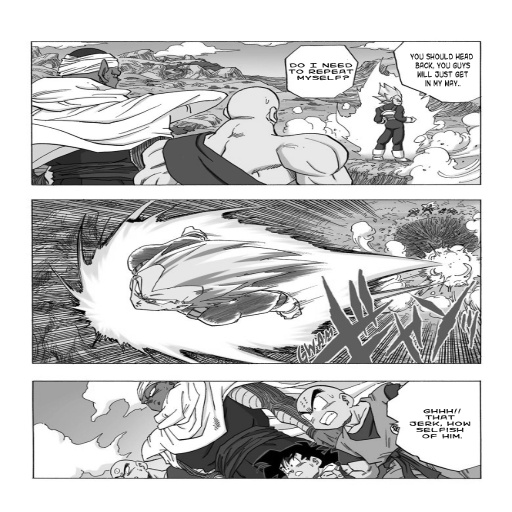 YOU SHOULD HEAD
BACK, YOU GUYS
WILL JUST GET
IN MY WAY..
DO I NEED
TO REPEAT
MYSELF?
GHHH//
THAT
JERK, HOW
SELFISH
OF HIM.